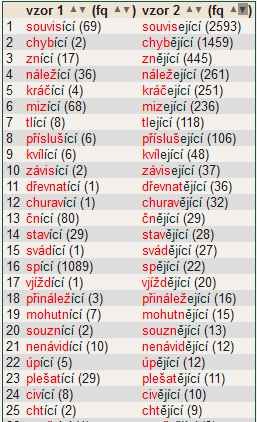 vzor 1 ▲▼ (fq ▲▼) vzor 2 ▲▼ (fq ▲▼)
1 souvisící (69) související (2593)
2 chybící (2) chybějící (1459)
3 znící (17) znějící (445)
4 náležící (36) náležející (261)
5 kráčící (4) kráčející (251)
6 mizící (68) mizející (236)
7 tlící (8) tlející (118)
8 příslušící (6) příslušející (106)
9 kvílící (6) kvílející (48)
10 závisící (2) závisející (37)
11 dřevnatící (1) dřevnatějící (36)
12 churavící (1) churavějící (32)
13 čnící (80) čnějící (29)
14 stavící (29) stavějící (28)
15 svádící (1) svádějící (27)
16 spící (1089) spějící (22)
17 vjíždící (1) vjíždějící (20)
18 přináležící (3) přináležející (16)
19 mohutnící (7) mohutnějící (15)
20 souznící (2) souznějící (13)
21 nenávidící (10) nenávidějící (12)
22 úpící (5) úpějící (12)
23 plešatící (29) plešatějící (11)
24 civící (8) civějící (10)
25 chtící (2) chtějící (9)